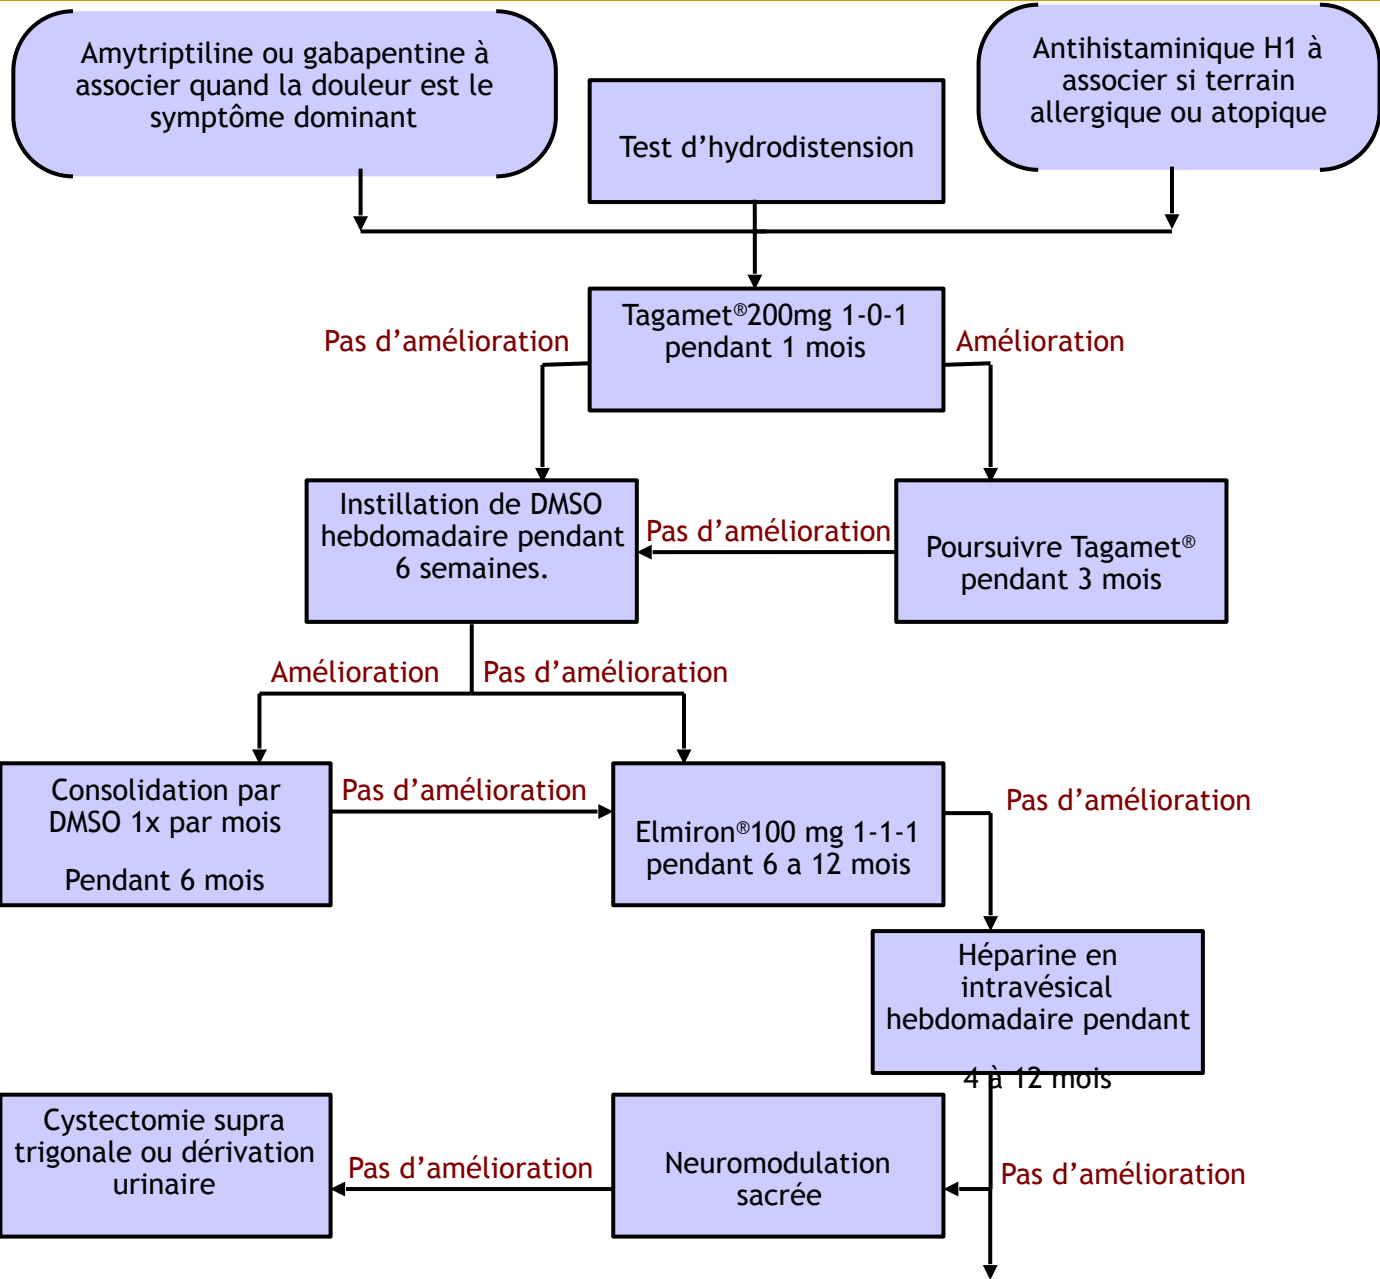 Amytriptiline ou gabapentine à
associer quand la douleur est le
symptôme dominant
Test d’hydrodistension
Antihistaminique H1 à
associer si terrain
allergique ou atopique
Pas d’amélioration
Tagamet®200mg 1-0-1
pendant 1 mois
Amélioration
Instillation de DMSO
hebdomadaire pendant
6 semaines.
Pas d’amélioration
Poursuivre Tagamet®
pendant 3 mois
Amélioration
Pas d’amélioration
Consolidation par
DMSO 1x par mois
Pendant 6 mois
Pas d’amélioration
Elmiron®100 mg 1-1-1
pendant 6 a 12 mois
Pas d’amélioration
Héparine en
intravésical
hebdomadaire pendant
4 à 12 mois
Cystectomie supra
trigonale ou dérivation
urinaire
Pas d’amélioration
Neuromodulation
sacrée
Pas d’amélioration